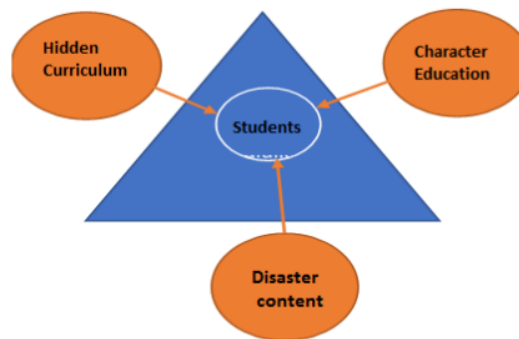 Hidden
Curriculum
Character
Education
Students
Disaster
content